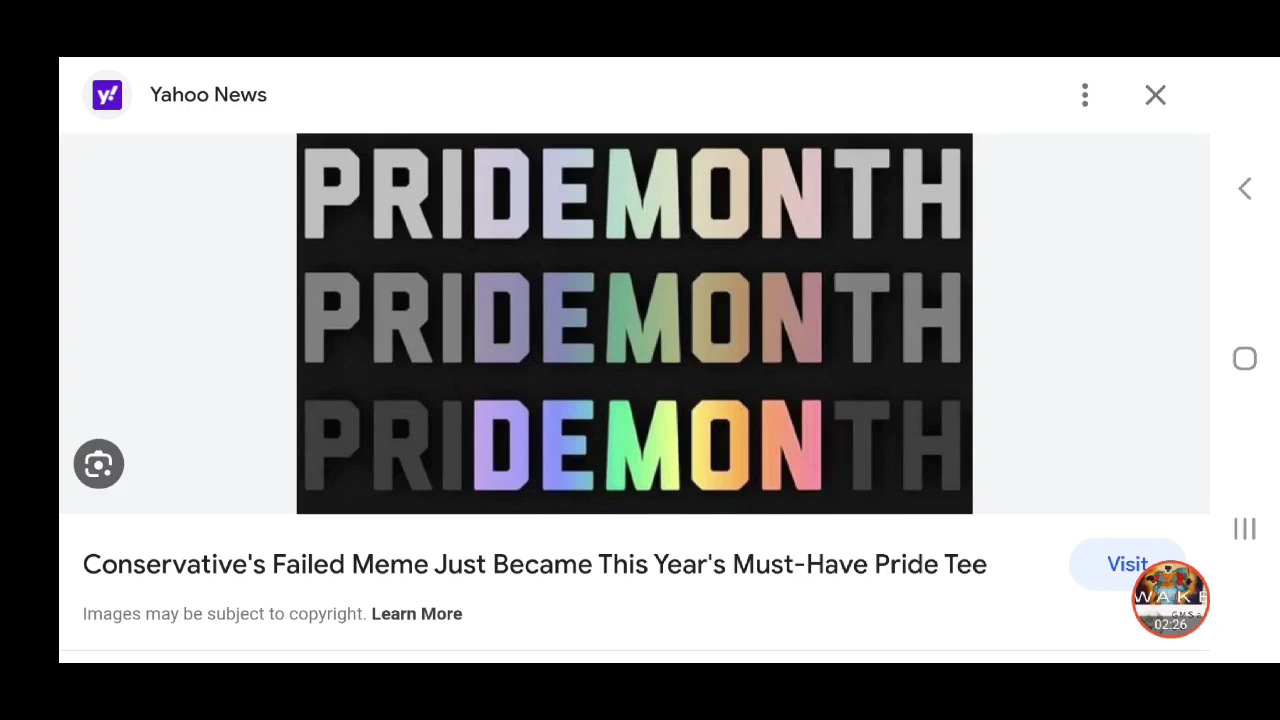 y!
Yahoo News
PRIDEMONTH
PRIDEMONTH
PRIDEMONTH
Conservative's Failed Meme Just Became This Year's Must-Have Pride Tee
Visit
Images may be subject to copyright. Learn More
WAKE
02:26